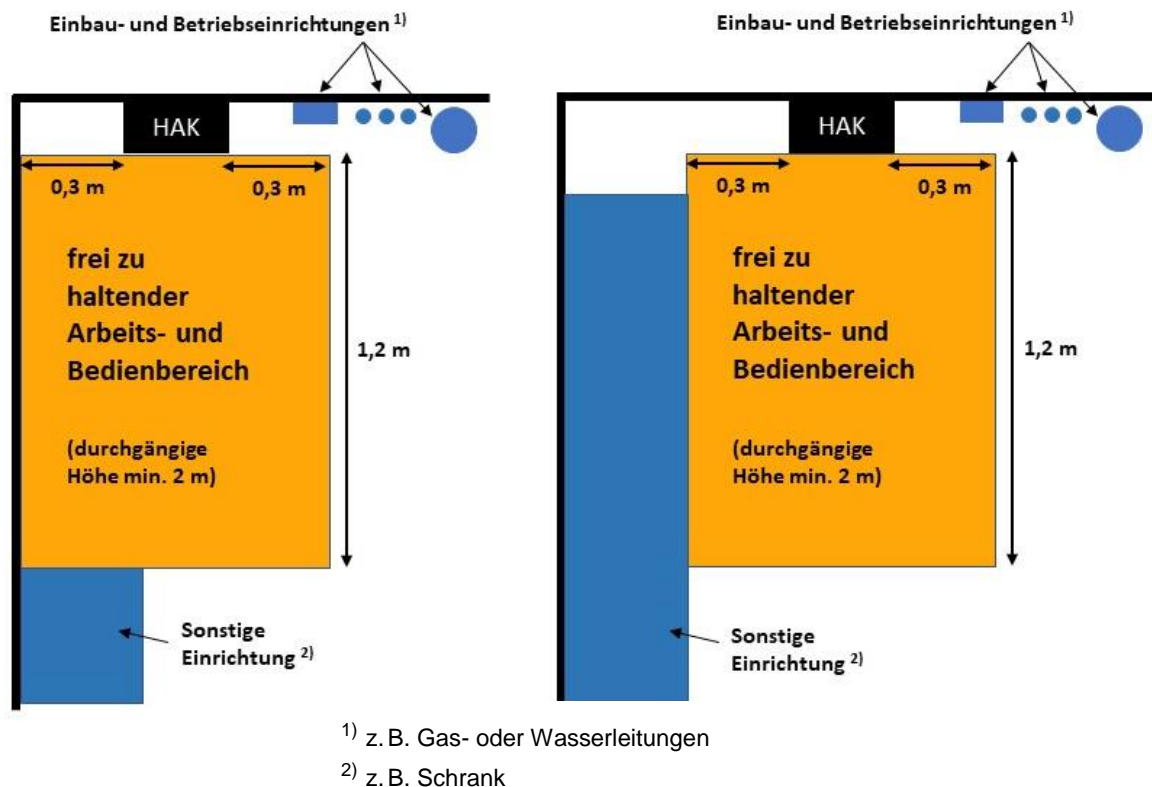 Einbau- und Betriebseinrichtungen 1)
HAK
0,3 m
0,3 m
frei zu
haltender
Arbeits- und
Bedienbereich
1,2 m
(durchgängige
Höhe min. 2 m)
Sonstige
Einrichtung 2)
Einbau- und Betriebseinrichtungen 1)
HAK
0,3 m
0,3 m
frei zu
haltender
Arbeits- und
Bedienbereich
1,2 m
(durchgängige
Höhe min. 2 m)
Sonstige
Einrichtung 2)
1) z. B. Gas- oder Wasserleitungen
2) z. B. Schrank